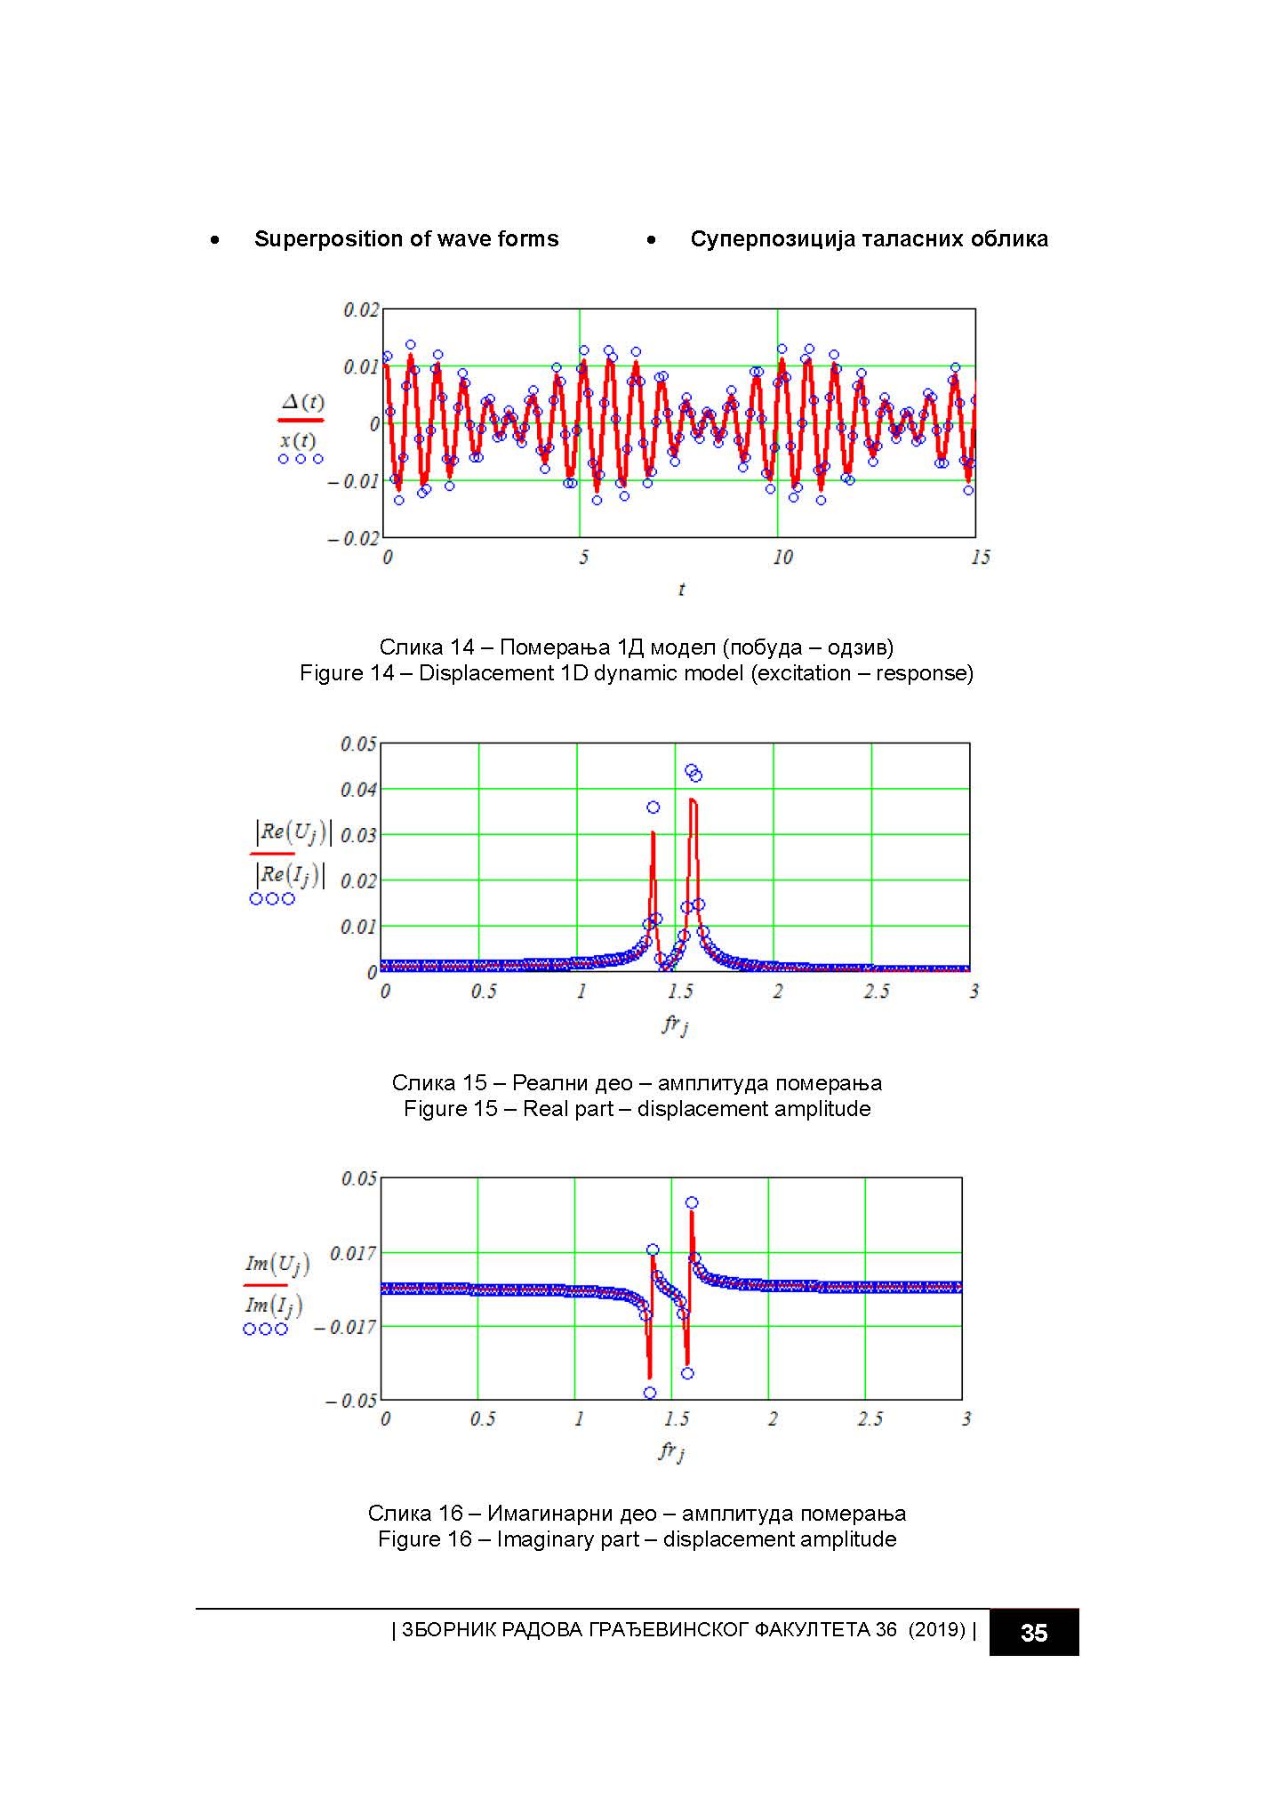 • Superposition of wave forms
• Суперпозиција таласних облика
0.02
0.01
0
– 0.01
– 0.02
Δ(t)
x(t)
0 5 10 15
t
Слика 14 – Померања 1Д модел (побуда – одзив)
Figure 14 – Displacement 1D dynamic model (excitation – response)
0.05
0.04
0.03
0.02
0.01
0
|Re(Uj)|
|Re(Ij)|
0 0.5 1 1.5 2 2.5 3
frj
Слика 15 – Реални део – амплитуда померања
Figure 15 – Real part – displacement amplitude
0.05
0.017
– 0.017
– 0.05
Im(Uj)
Im(Ij)
0 0.5 1 1.5 2 2.5 3
frj
Слика 16 – Имагинарни део – амплитуда померања
Figure 16 – Imaginary part – displacement amplitude
| ЗБОРНИК РАДОВА ГРАЂЕВИНСКОГ ФАКУЛТЕТА 36 (2019) | 35